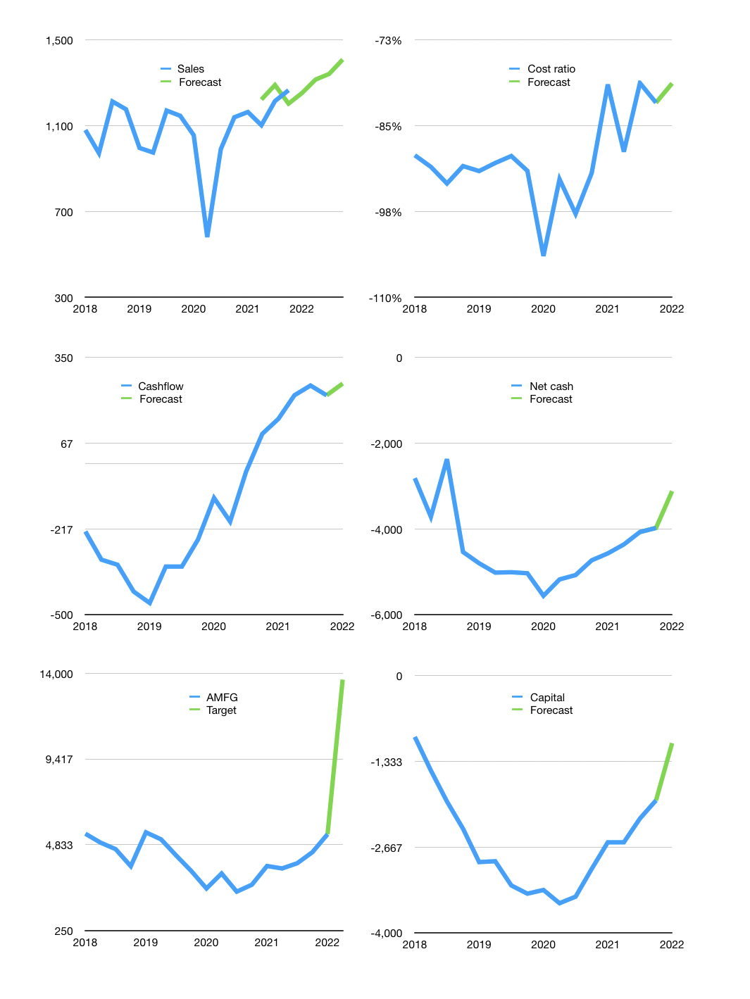 1,500
Sales
Forecast
1,100
700
300
2018 2019 2020 2021 2022
-73%
Cost ratio
Forecast
-85%
-98%
-110%
2018 2019 2020 2021 2022
350
Cashflow
Forecast
67
-217
-500
2018 2019 2020 2021 2022
0
Net cash
Forecast
-2,000
-4,000
-6,000
2018 2019 2020 2021 2022
14,000
AMFG
Target
9,417
4,833
250
2018 2019 2020 2021 2022
0
Capital
Forecast
-1,333
-2,667
-4,000
2018 2019 2020 2021 2022